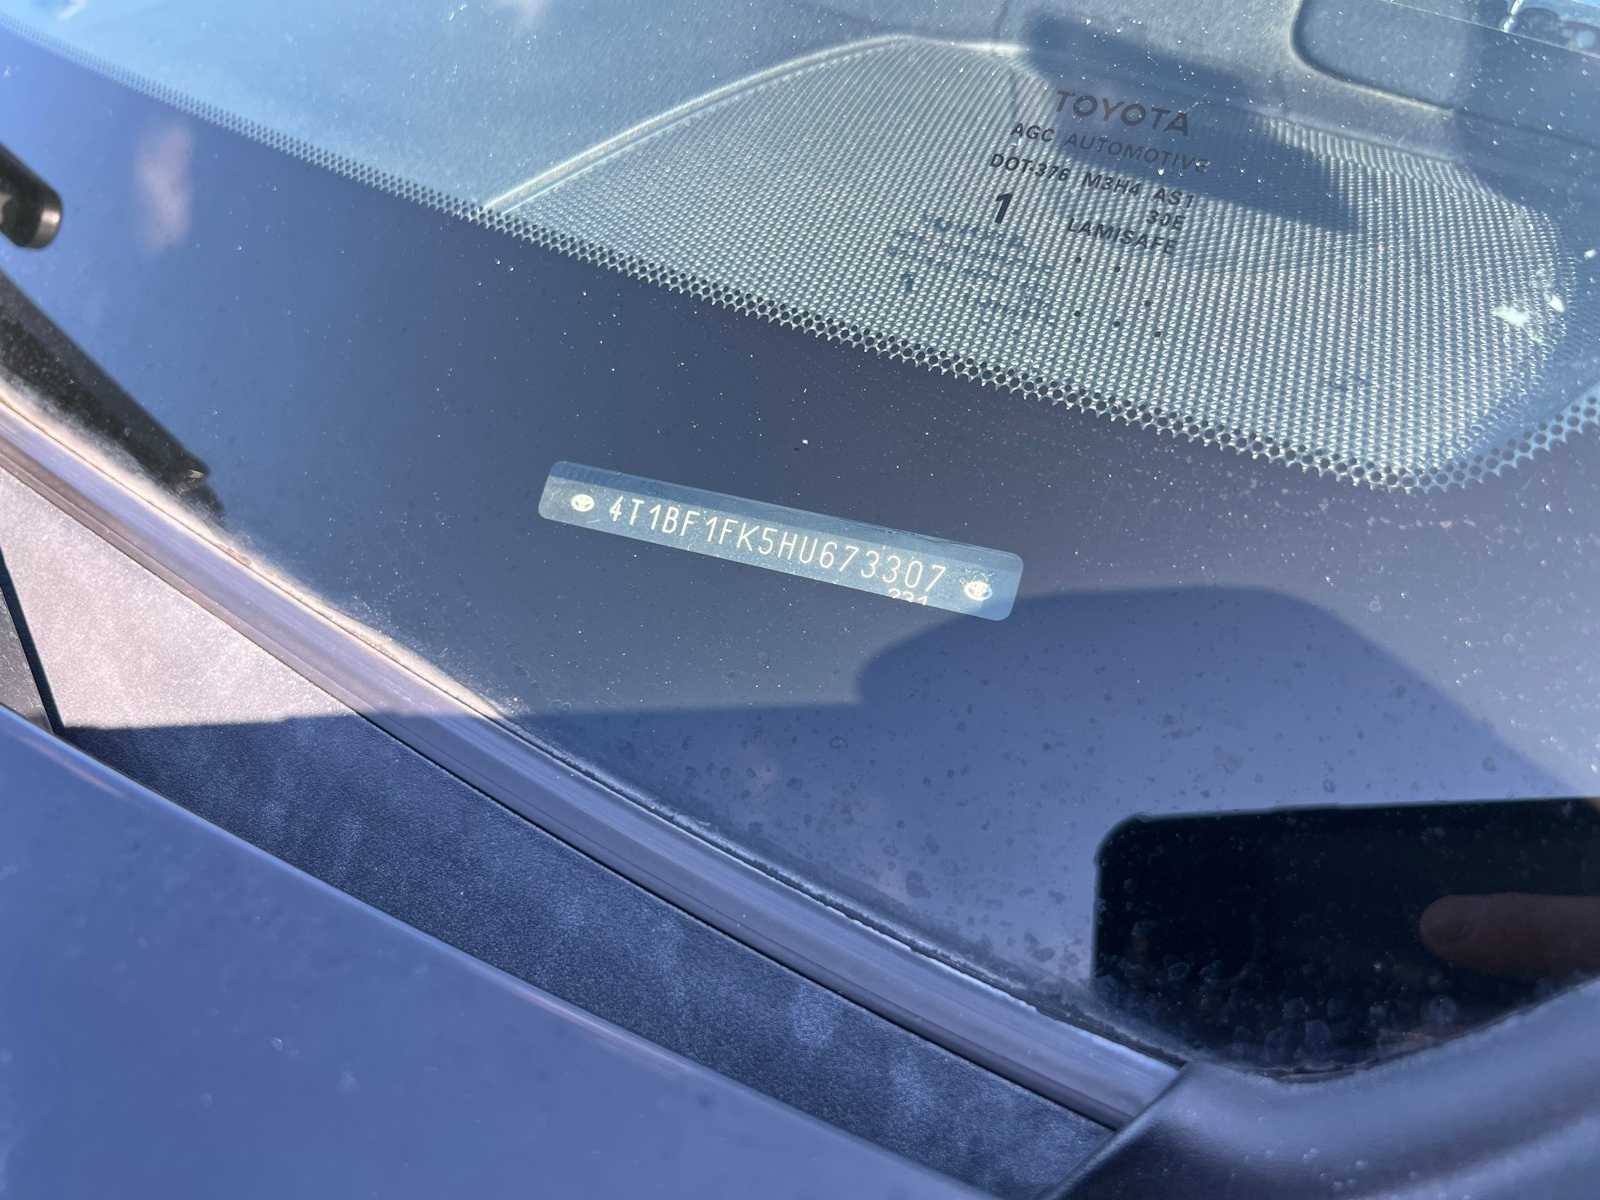 TOYOTA
AGC AUTOMOTIVE
DOT-376 M3H4 AS1
1 30E
LAMISAFE
4T1BF1FK5HU673307